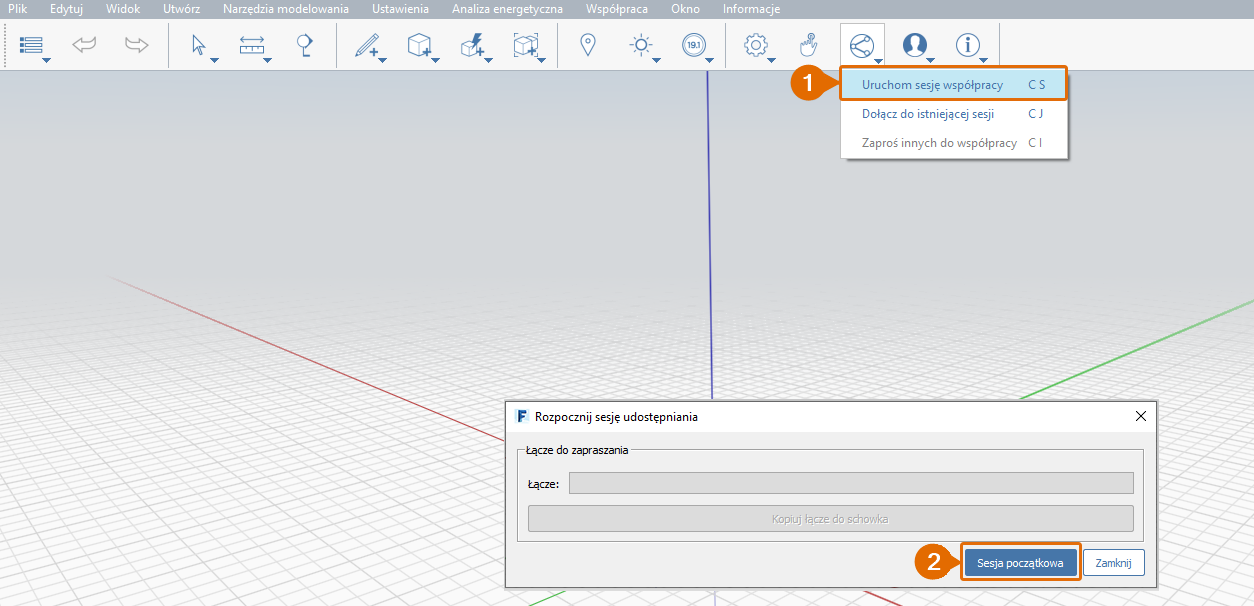 Plik Edytuj Widok Utwórz Narzędzia modelowania Ustawienia Analiza energetyczna Współpraca Okno Informacje
19.1
1
Uruchom sesję współpracy C S
Dołącz do istniejącej sesji C J
Zaproś innych do współpracy C I
F Rozpocznij sesję udostępniania
Łącze do zapraszania
Łącze:
Kopiuj łącze do schowka
2
Sesja początkowa Zamknij